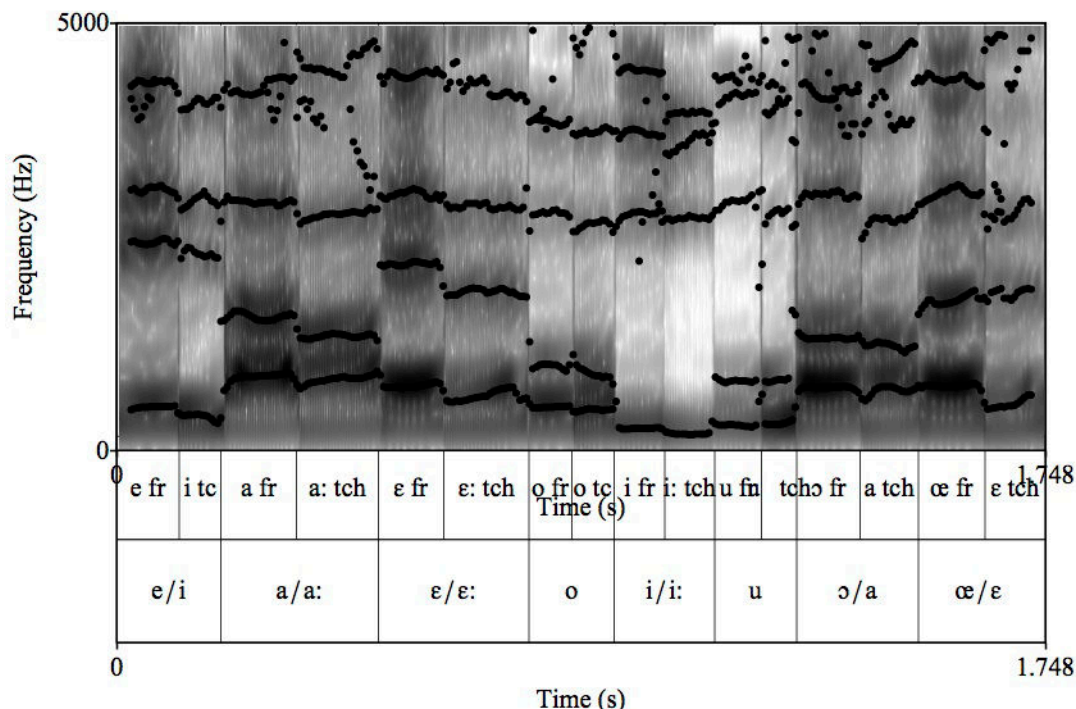 5000
Frequency (Hz)
0
0 1.748
e fr i tc a fr a: tch ɛ fr ɛ: tch o fr o tc i fr i: tch u fr u tch ɔ fr a tch œ fr ɛ tch
Time (s)
e/i a/a: ɛ/ɛ: o i/i: u ɔ/a œ/ɛ
0 1.748
Time (s)